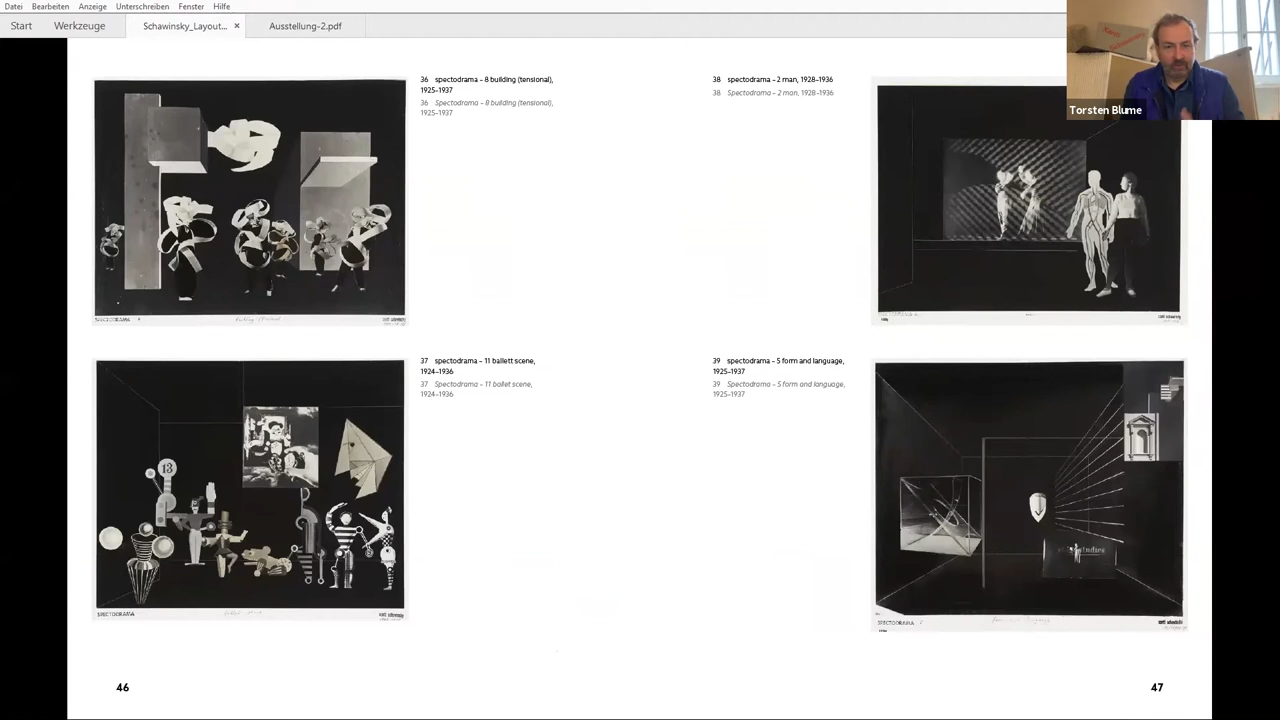 Datei Bearbeiten Anzeige Unterschreiben Fenster Hilfe
Start Werkzeuge Schawinsky_Layout... × Ausstellung-2.pdf
Torsten Blume
36 spectodrama – 8 building (tensional),
1925–1937
36 Spectodrama – 8 building (tensional),
1925–1937
38 spectodrama – 2 man, 1928–1936
38 Spectodrama – 2 man, 1928–1936
37 spectodrama – 11 ballett scene,
1924–1936
37 Spectodrama – 11 ballet scene,
1924–1936
39 spectodrama – 5 form and language,
1925–1937
39 Spectodrama – 5 form and language,
1925–1937
13
SPECTODRAMA
SPECTODRAMA
46
47